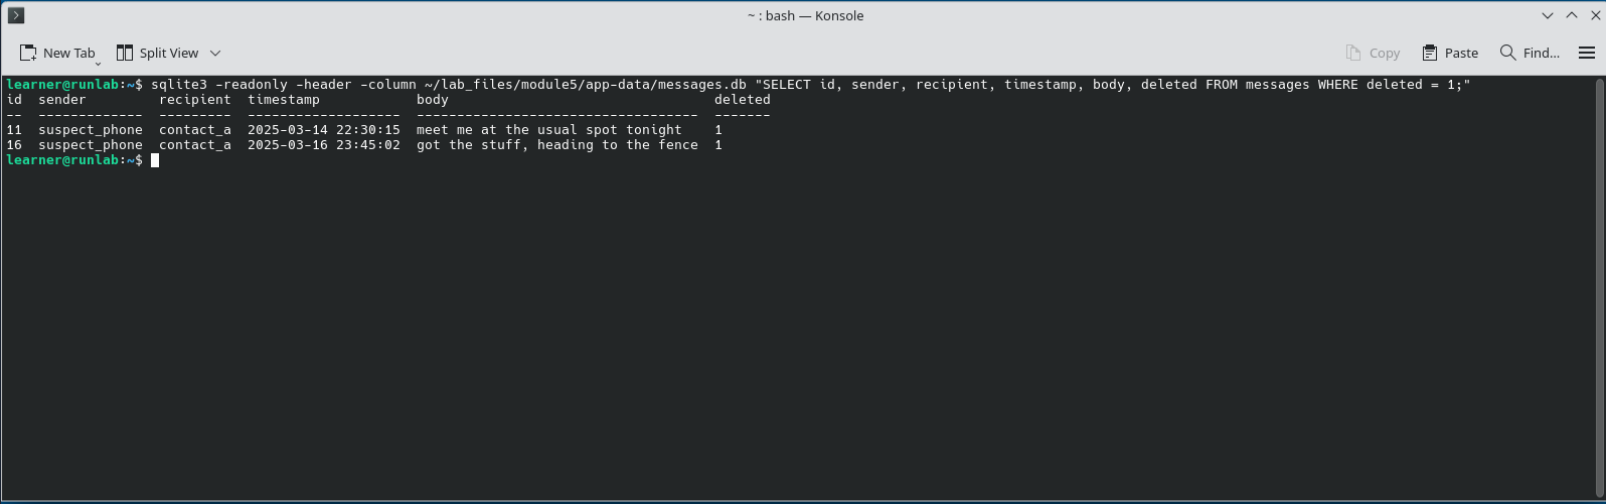 ~ : bash — Konsole
New Tab Split View Copy Paste Find...
learner@runlab:~$ sqlite3 -readonly -header -column ~/lab_files/module5/app-data/messages.db "SELECT id, sender, recipient, timestamp, body, deleted FROM messages WHERE deleted = 1;"
id  sender         recipient  timestamp            body                                 deleted
--  -------------  ---------  -------------------  -----------------------------------  -------
11  suspect_phone  contact_a  2025-03-14 22:30:15  meet me at the usual spot tonight    1
16  suspect_phone  contact_a  2025-03-16 23:45:02  got the stuff, heading to the fence  1
learner@runlab:~$